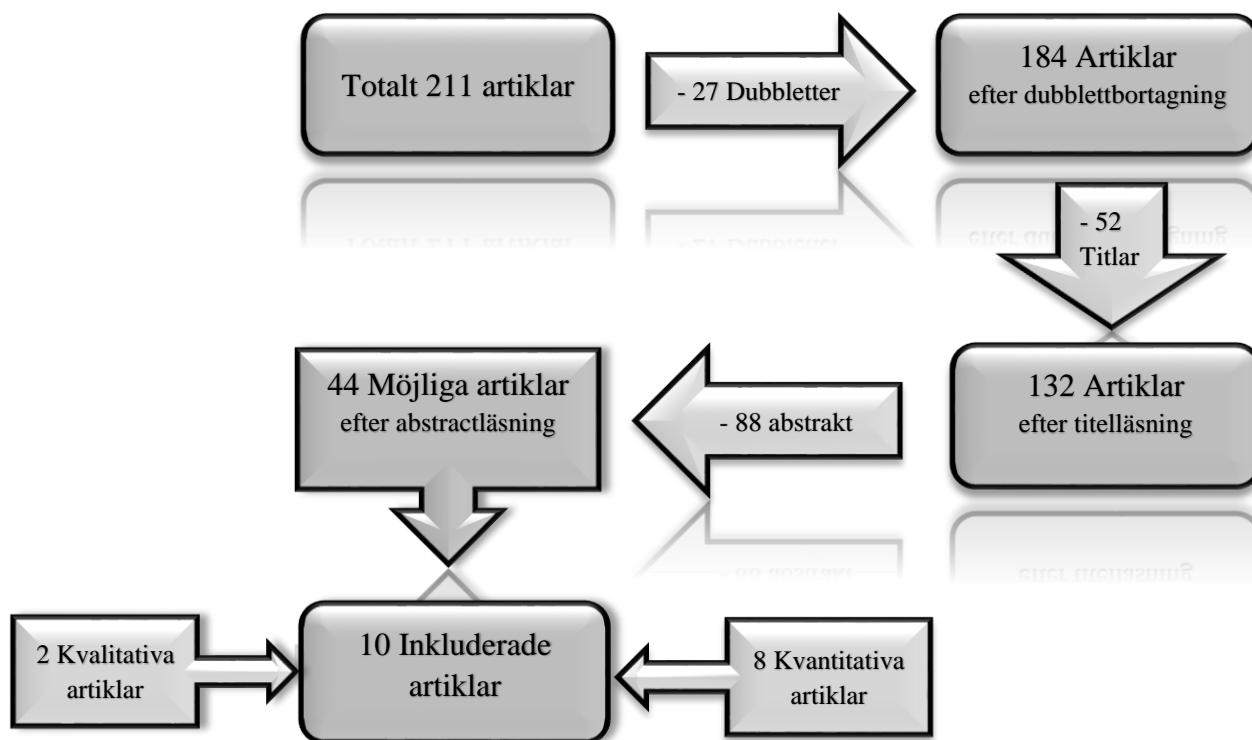 Totalt 211 artiklar
- 27 Dubbletter
184 Artiklar
efter dubblettbortagning
- 52
Titlar
132 Artiklar
efter titelläsning
- 88 abstrakt
44 Möjliga artiklar
efter abstractläsning
10 Inkluderade
artiklar
2 Kvalitativa
artiklar
8 Kvantitativa
artiklar